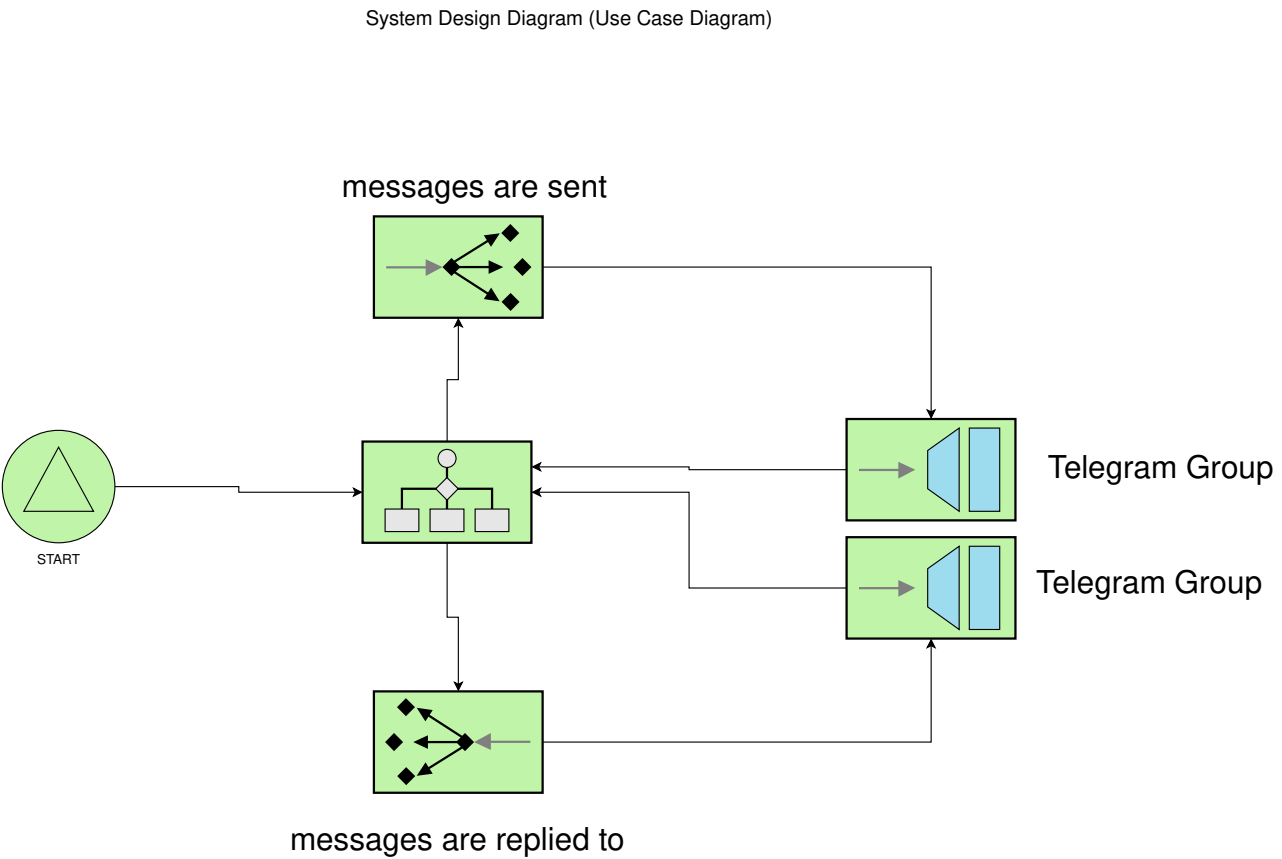 System Design Diagram (Use Case Diagram)
messages are sent
Telegram Group
START
Telegram Group
messages are replied to